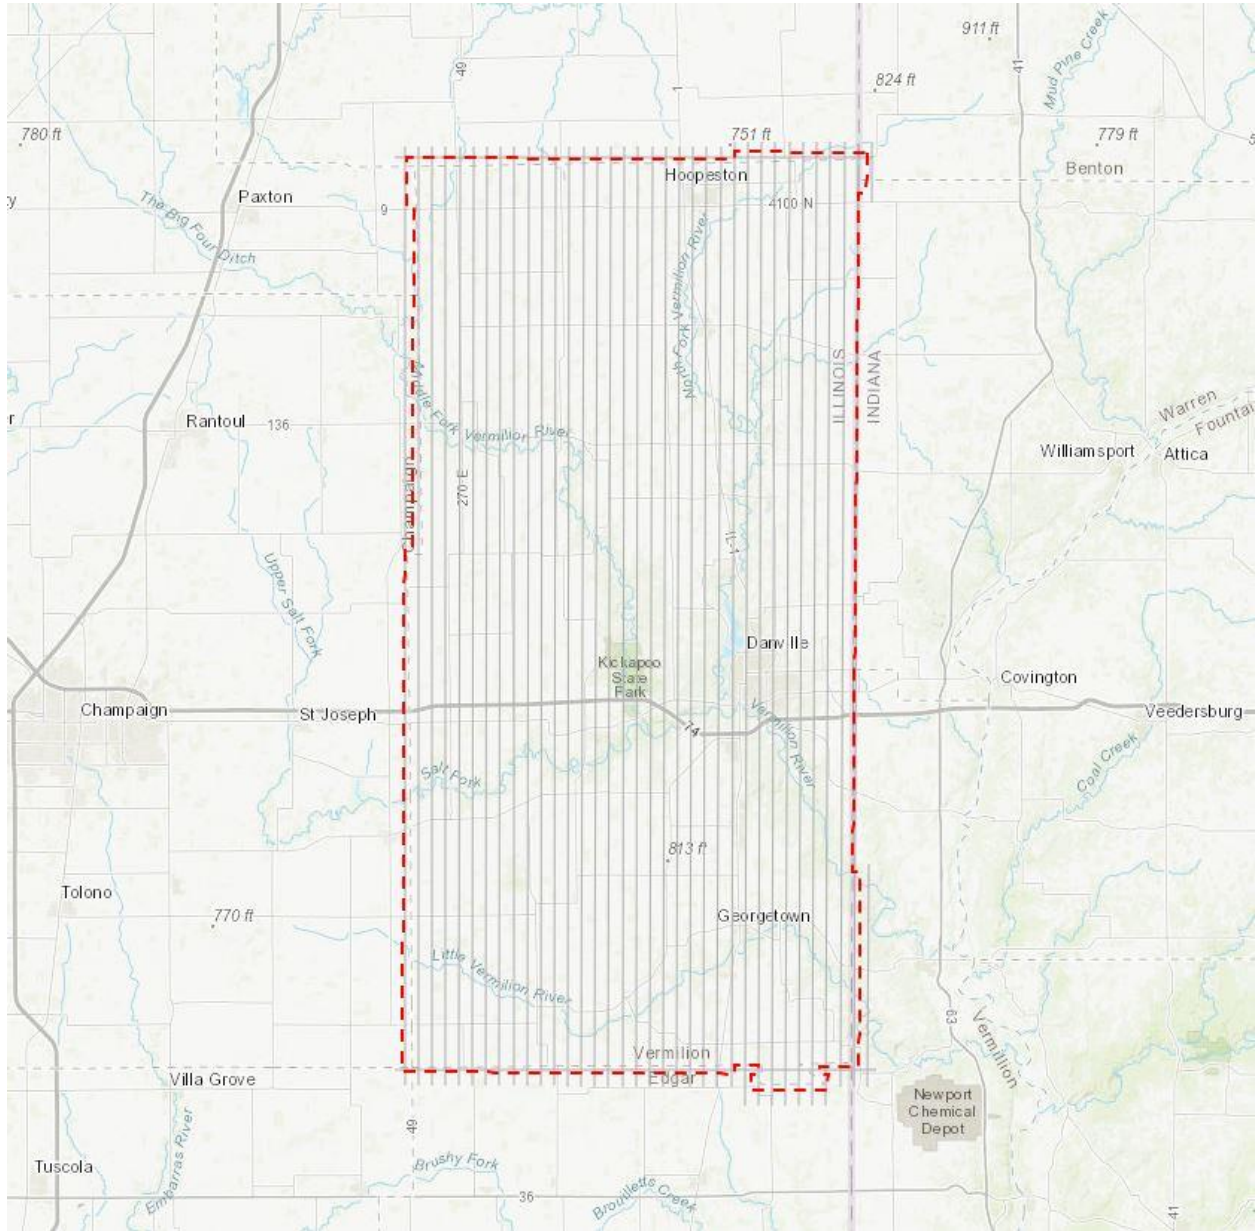 911 ft
Mud Pine Creek
41
49
1
824 ft
780 ft
751 ft
779 ft
Benton
Hoopeston
Paxton
9
4100 N
The Big Four Ditch
North Fork Vermilion River
ILLINOIS
INDIANA
Middle Fork Vermilion River
Warren
Fountai
Rantoul
136
Williamsport
Attica
Champaign
270 E
IL-1
Upper Salt Fork
Danville
Kickapoo
State
Park
Covington
Champaign
St Joseph
Vermilion River
Veedersburg
74
Coal Creek
Salt Fork
813 ft
Tolono
770 ft
Georgetown
Little Vermilion River
63
Vermillion
Vermilion
Edgar
Villa Grove
Newport
Chemical
Depot
49
Embarras River
Tuscola
Brushy Fork
36
Brouilletts Creek
41